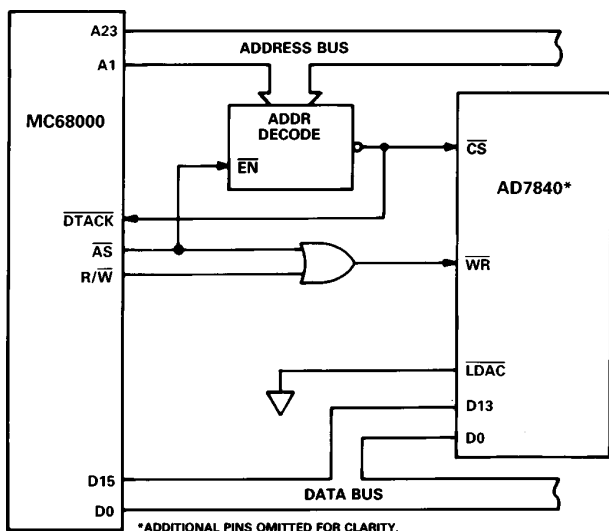 A23
ADDRESS BUS
A1
MC68000
ADDR
DECODE
EN
CS
AD7840*
DTACK
AS
R/W
WR
LDAC
D13
D0
D15
DATA BUS
D0
*ADDITIONAL PINS OMITTED FOR CLARITY.